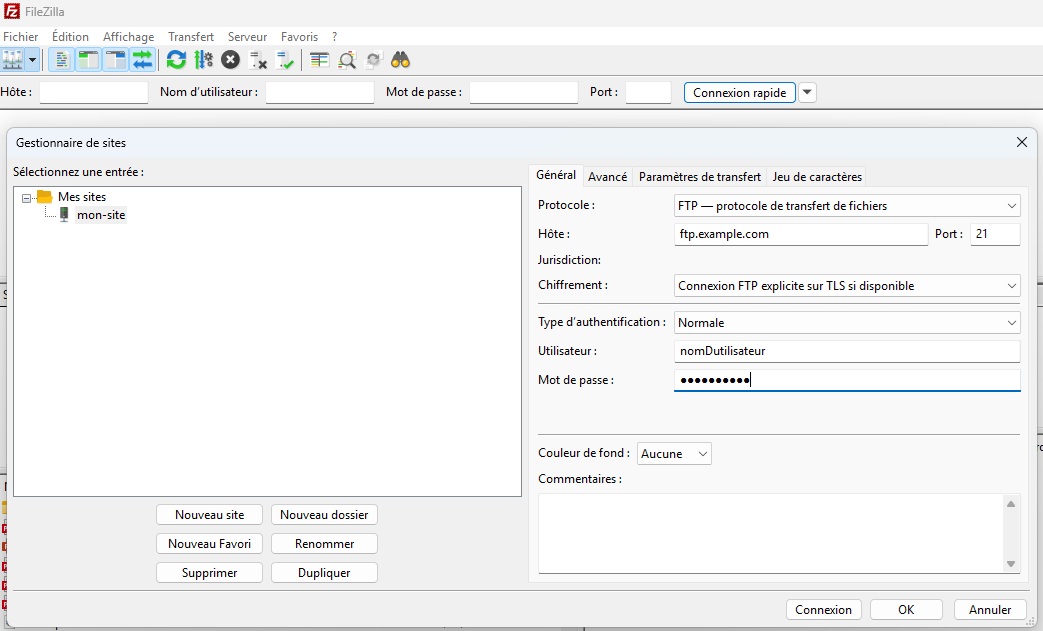 FileZilla
Fichier Édition Affichage Transfert Serveur Favoris ?
Hôte : Nom d'utilisateur : Mot de passe : Port : Connexion rapide
Gestionnaire de sites
Sélectionnez une entrée :
Mes sites
mon-site
Nouveau site Nouveau dossier
Nouveau Favori Renommer
Supprimer Dupliquer
Général Avancé Paramètres de transfert Jeu de caractères
Protocole : FTP — protocole de transfert de fichiers
Hôte : ftp.example.com Port : 21
Jurisdiction:
Chiffrement : Connexion FTP explicite sur TLS si disponible
Type d'authentification : Normale
Utilisateur : nomDutilisateur
Mot de passe : ●●●●●●●●●●
Couleur de fond : Aucune
Commentaires :
Connexion OK Annuler